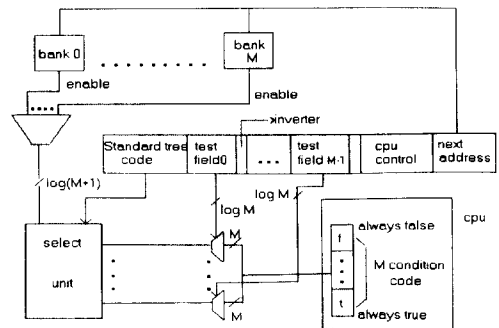 bank 0
bank
M
enable
enable
inverter
Standard tree
code
test
field0
...
test
field M-1
cpu
control
next
address
log(M+1)
log M
log M
select
unit
M
M
cpu
f
always false
M condition
code
t
always true